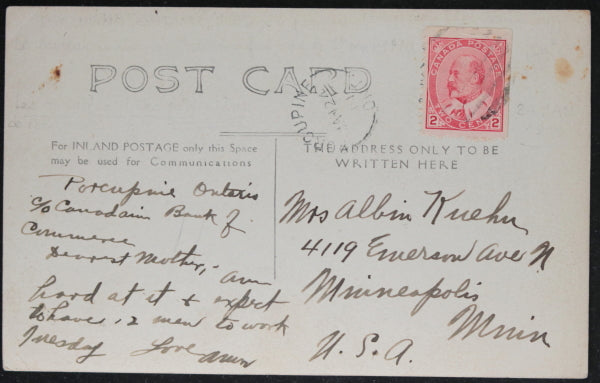 POST CARD
CANADA POSTAGE
2 2
TWO CENTS
For INLAND POSTAGE only this Space
may be used for Communications
THE ADDRESS ONLY TO BE
WRITTEN HERE
Porcupine Ontario
c/o Canadain Bank of
Commerce
Dearest Mother, - am
hard at it + expect
to have 12 men to work
Tuesday Love
Mrs Albin Kuehn
4119 Emerson Ave N
Minneapolis
Minn
U.S.A.